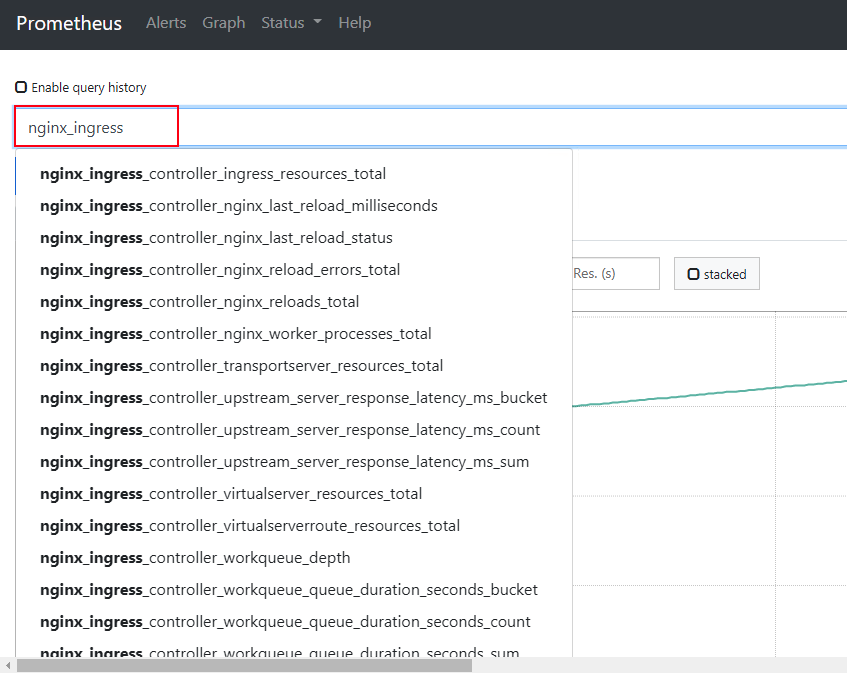 Prometheus Alerts Graph Status Help
Enable query history
nginx_ingress
nginx_ingress_controller_ingress_resources_total
nginx_ingress_controller_nginx_last_reload_milliseconds
nginx_ingress_controller_nginx_last_reload_status
nginx_ingress_controller_nginx_reload_errors_total
Res. (s) stacked
nginx_ingress_controller_nginx_reloads_total
nginx_ingress_controller_nginx_worker_processes_total
nginx_ingress_controller_transportserver_resources_total
nginx_ingress_controller_upstream_server_response_latency_ms_bucket
nginx_ingress_controller_upstream_server_response_latency_ms_count
nginx_ingress_controller_upstream_server_response_latency_ms_sum
nginx_ingress_controller_virtualserver_resources_total
nginx_ingress_controller_virtualserverroute_resources_total
nginx_ingress_controller_workqueue_depth
nginx_ingress_controller_workqueue_queue_duration_seconds_bucket
nginx_ingress_controller_workqueue_queue_duration_seconds_count
nginx_ingress_controller_workqueue_queue_duration_seconds_sum